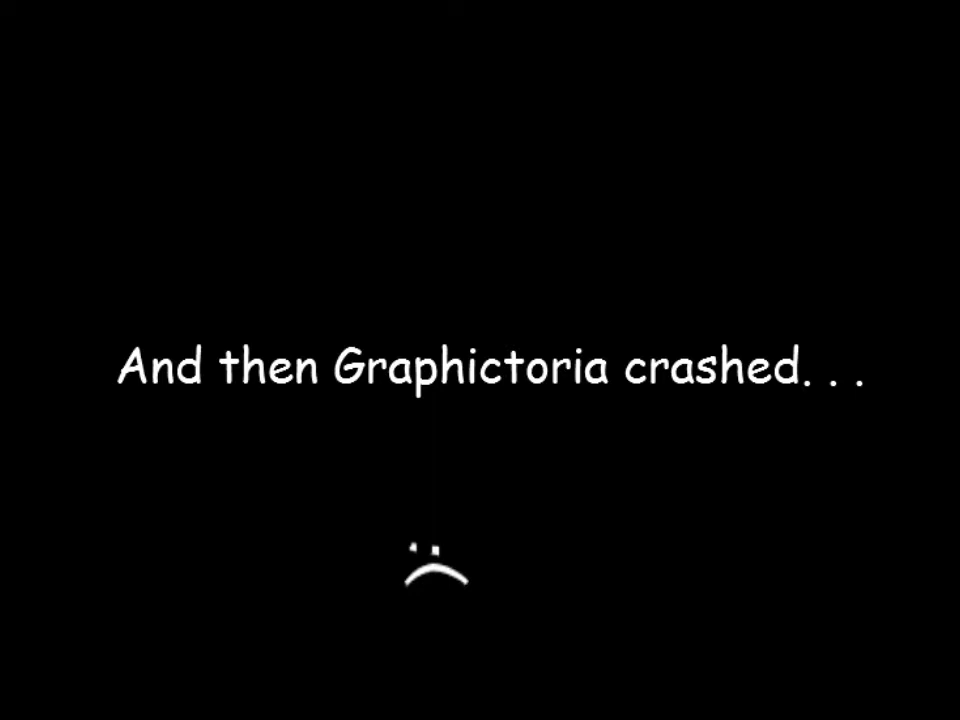 And then Graphictoria crashed. . .
:(